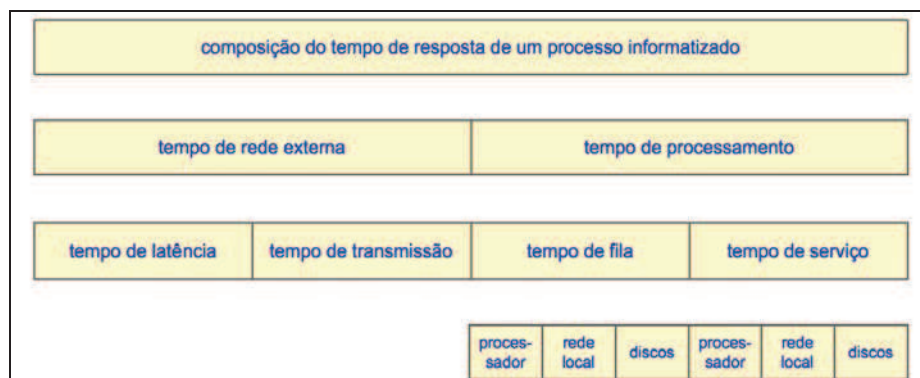 composição do tempo de resposta de um processo informatizado
tempo de rede externa
tempo de processamento
tempo de latência
tempo de transmissão
tempo de fila
tempo de serviço
proces-
sador
rede
local
discos
proces-
sador
rede
local
discos